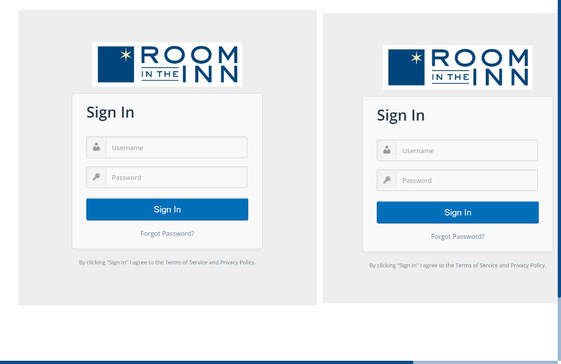 ROOM
IN THE INN
Sign In
Username
Password
Sign In
Forgot Password?
By clicking "Sign In" I agree to the Terms of Service and Privacy Policy.
ROOM
IN THE INN
Sign In
Username
Password
Sign In
Forgot Password?
By clicking "Sign In" I agree to the Terms of Service and Privacy Policy.